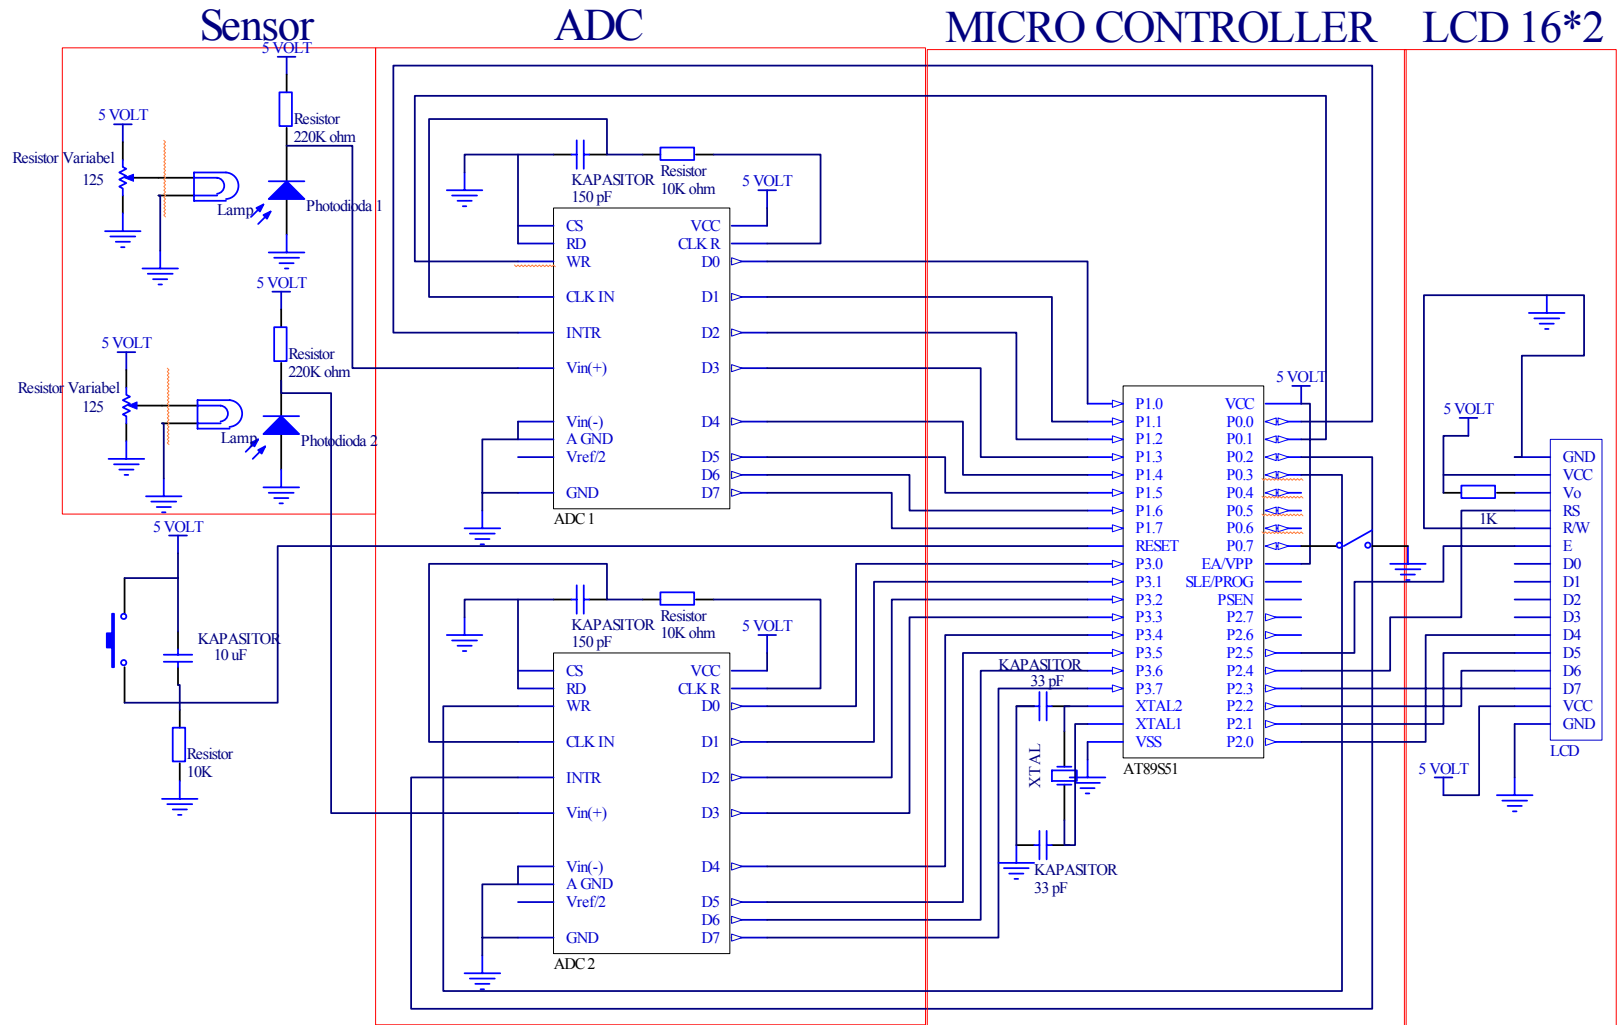 Sensor
ADC
MICRO CONTROLLER
LCD 16*2
5 VOLT
Resistor
220K ohm
5 VOLT
Resistor Variabel
125
Lamp
Photodioda 1
5 VOLT
Resistor
220K ohm
5 VOLT
Resistor Variabel
125
Lamp
Photodioda 2
5 VOLT
KAPASITOR
10 uF
Resistor
10K
KAPASITOR
150 pF
Resistor
10K ohm
5 VOLT
CS
RD
WR
CLK IN
INTR
Vin(+)
Vin(-)
A GND
Vref/2
GND
VCC
CLK R
D0
D1
D2
D3
D4
D5
D6
D7
ADC 1
KAPASITOR
150 pF
Resistor
10K ohm
5 VOLT
CS
RD
WR
CLK IN
INTR
Vin(+)
Vin(-)
A GND
Vref/2
GND
VCC
CLK R
D0
D1
D2
D3
D4
D5
D6
D7
ADC 2
5 VOLT
P1.0
P1.1
P1.2
P1.3
P1.4
P1.5
P1.6
P1.7
RESET
P3.0
P3.1
P3.2
P3.3
P3.4
P3.5
P3.6
P3.7
XTAL2
XTAL1
VSS
VCC
P0.0
P0.1
P0.2
P0.3
P0.4
P0.5
P0.6
P0.7
EA/VPP
SLE/PROG
PSEN
P2.7
P2.6
P2.5
P2.4
P2.3
P2.2
P2.1
P2.0
AT89S51
KAPASITOR
33 pF
XTAL
KAPASITOR
33 pF
5 VOLT
1K
GND
VCC
Vo
RS
R/W
E
D0
D1
D2
D3
D4
D5
D6
D7
VCC
GND
LCD
5 VOLT